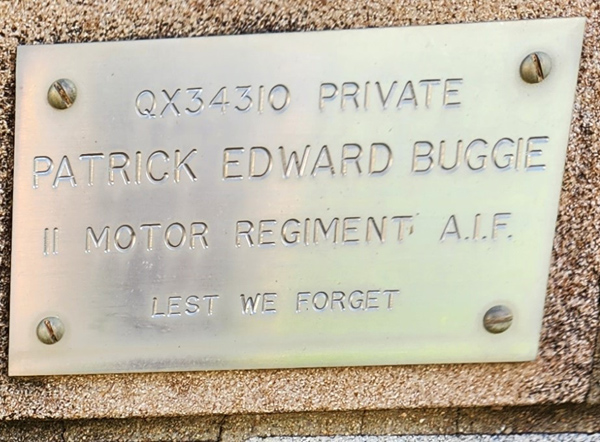 QX34310 PRIVATE
PATRICK EDWARD BUGGIE
11 MOTOR REGIMENT A.I.F.
LEST WE FORGET